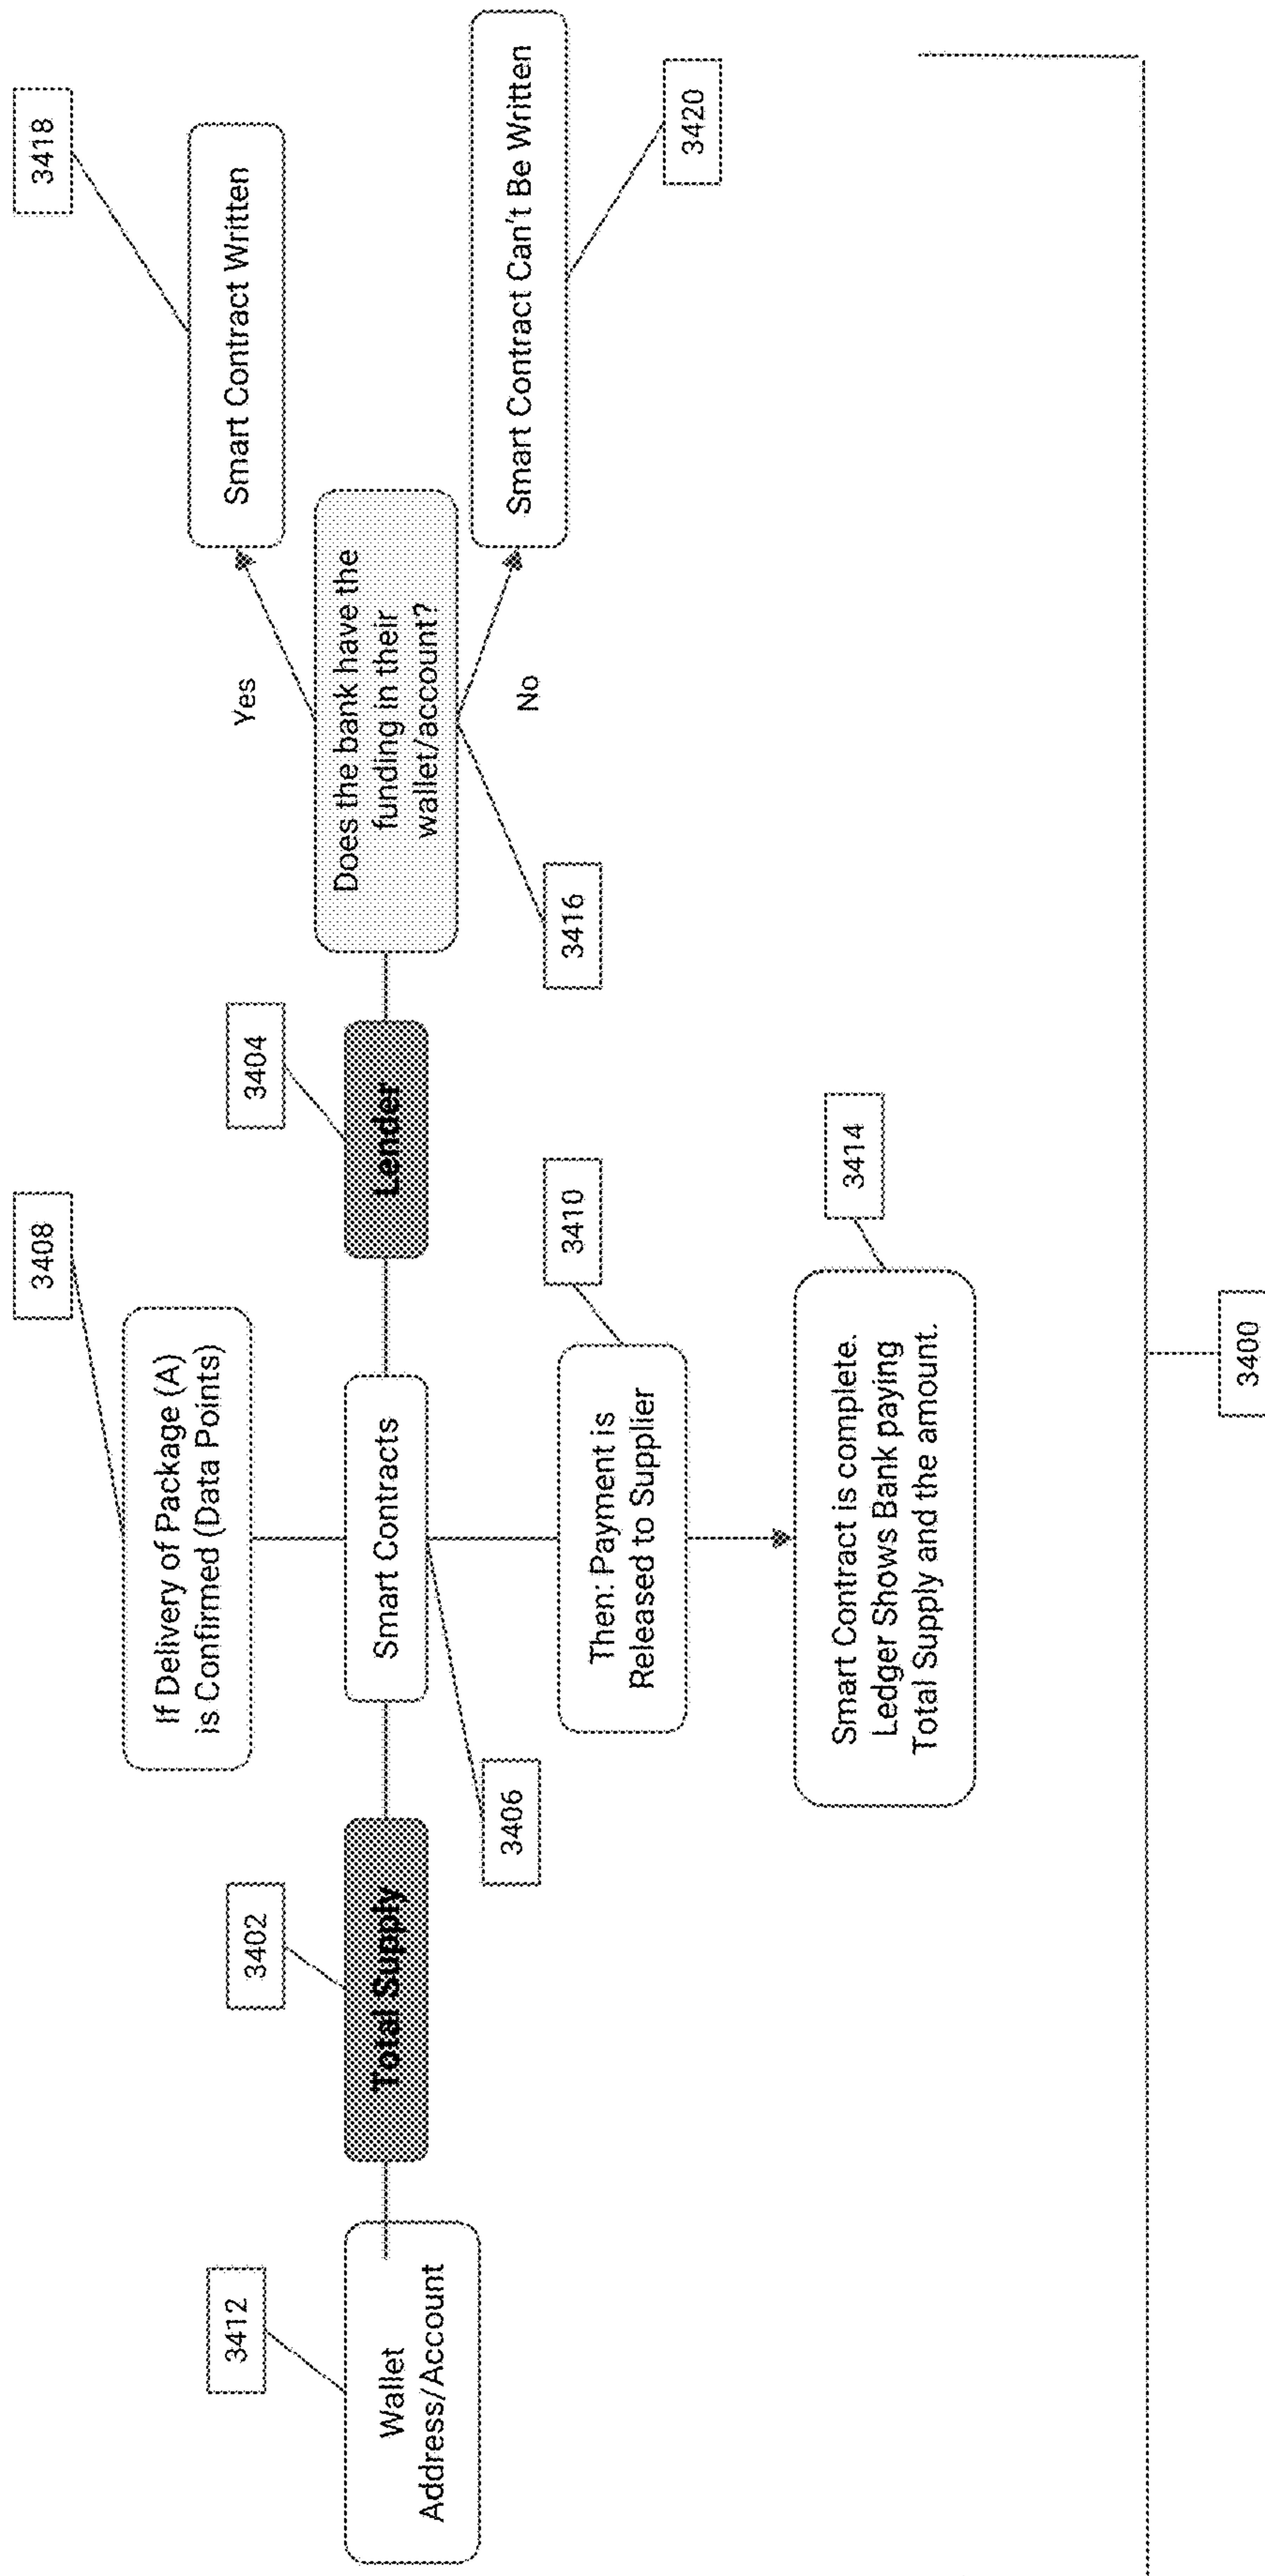 3412
Wallet
Address/Account
3402
Total Supply
3406
3408
If Delivery of Package (A)
is Confirmed (Data Points)
Smart Contracts
3410
Then: Payment is
Released to Supplier
3414
Smart Contract is complete.
Ledger Shows Bank paying
Total Supply and the amount.
3404
Lender
3416
Does the bank have the
funding in their
wallet/account?
Yes
No
3418
Smart Contract Written
3420
Smart Contract Can't Be Written
3400